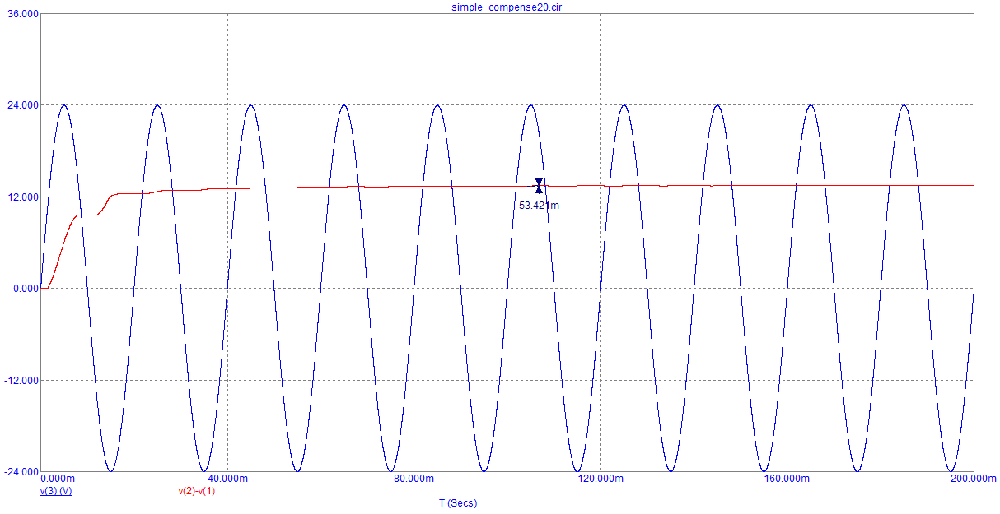 simple_compense20.cir
36.000
24.000
12.000
0.000
-12.000
-24.000
53.421m
0.000m 40.000m 80.000m 120.000m 160.000m 200.000m
v(3) (V) v(2)-v(1)
T (Secs)